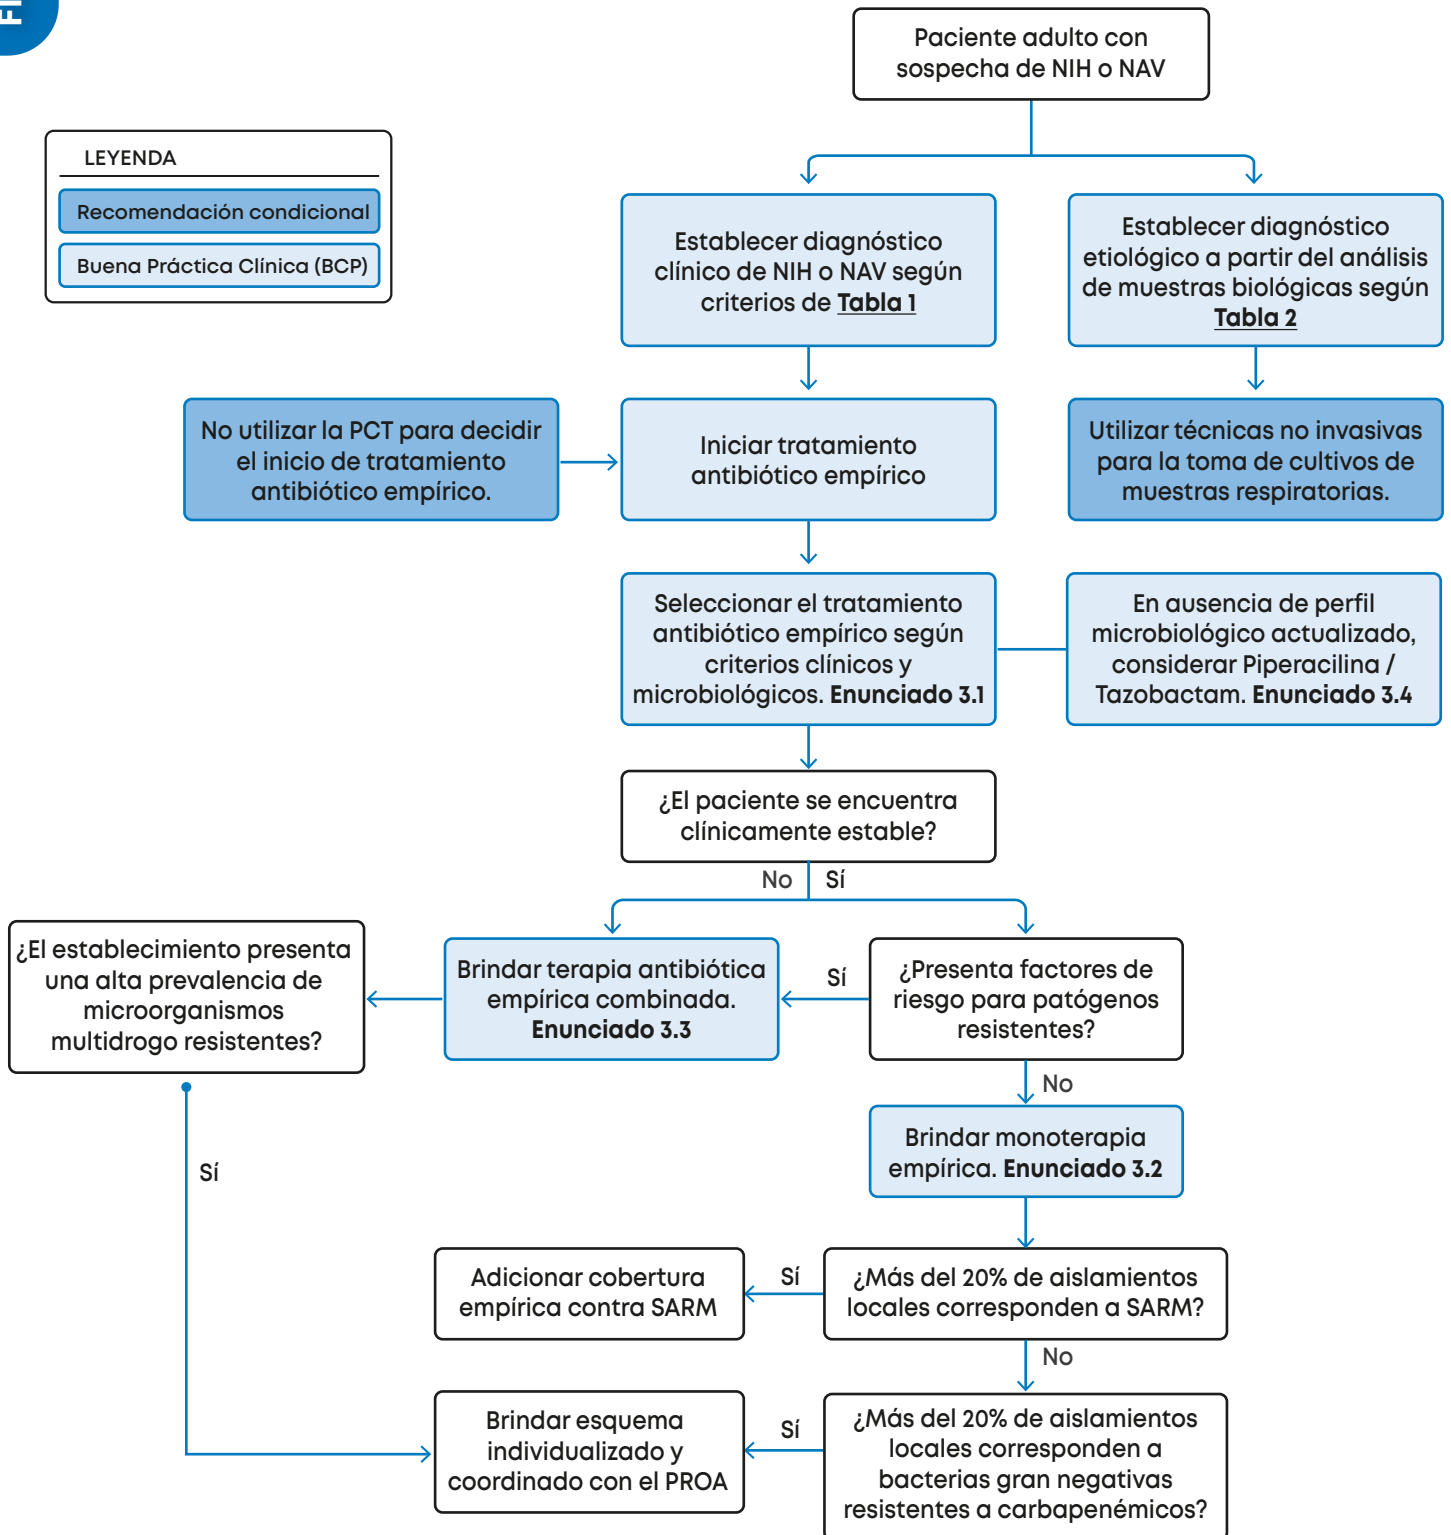 Paciente adulto con
sospecha de NIH o NAV
LEYENDA
Recomendación condicional
Buena Práctica Clínica (BCP)
Establecer diagnóstico
clínico de NIH o NAV según
criterios de Tabla 1
Establecer diagnóstico
etiológico a partir del análisis
de muestras biológicas según
Tabla 2
No utilizar la PCT para decidir
el inicio de tratamiento
antibiótico empírico.
Iniciar tratamiento
antibiótico empírico
Utilizar técnicas no invasivas
para la toma de cultivos de
muestras respiratorias.
Seleccionar el tratamiento
antibiótico empírico según
criterios clínicos y
microbiológicos. Enunciado 3.1
En ausencia de perfil
microbiológico actualizado,
considerar Piperacilina /
Tazobactam. Enunciado 3.4
¿El paciente se encuentra
clínicamente estable?
No Sí
¿El establecimiento presenta
una alta prevalencia de
microorganismos
multidrogo resistentes?
Brindar terapia antibiótica
empírica combinada.
Enunciado 3.3
Sí
¿Presenta factores de
riesgo para patógenos
resistentes?
No
Brindar monoterapia
empírica. Enunciado 3.2
Sí
Adicionar cobertura
empírica contra SARM
Sí
¿Más del 20% de aislamientos
locales corresponden a SARM?
No
Brindar esquema
individualizado y
coordinado con el PROA
Sí
¿Más del 20% de aislamientos
locales corresponden a
bacterias gran negativas
resistentes a carbapenémicos?